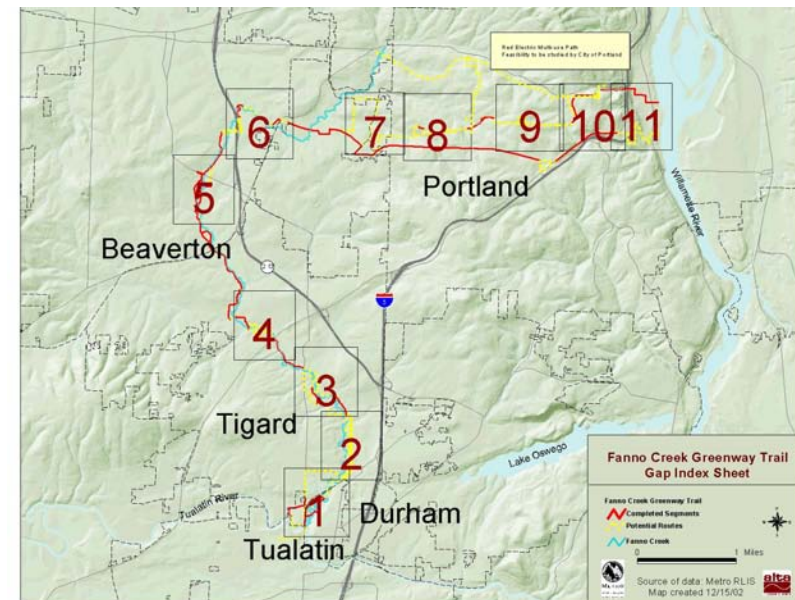 Red Electric Multi-use Path
Feasibility to be studied by City of Portland
6
7
8
9
10
11
Portland
Willamette River
5
Beaverton
217
5
4
3
Tigard
2
Lake Oswego
1
Tualatin River
Durham
Tualatin
Fanno Creek Greenway Trail
Gap Index Sheet
Fanno Creek Greenway Trail
Completed Segments
Potential Routes
Fanno Creek
0 1 Miles
Source of data: Metro RLIS
Map created 12/15/02
alta